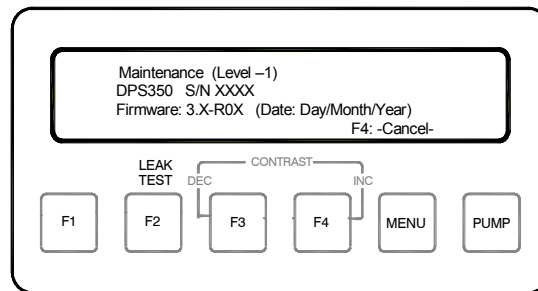 Maintenance (Level –1)
DPS350 S/N XXXX
Firmware: 3.X-R0X (Date: Day/Month/Year)
F4: -Cancel-
LEAK
TEST
CONTRAST
DEC
INC
F1
F2
F3
F4
MENU
PUMP